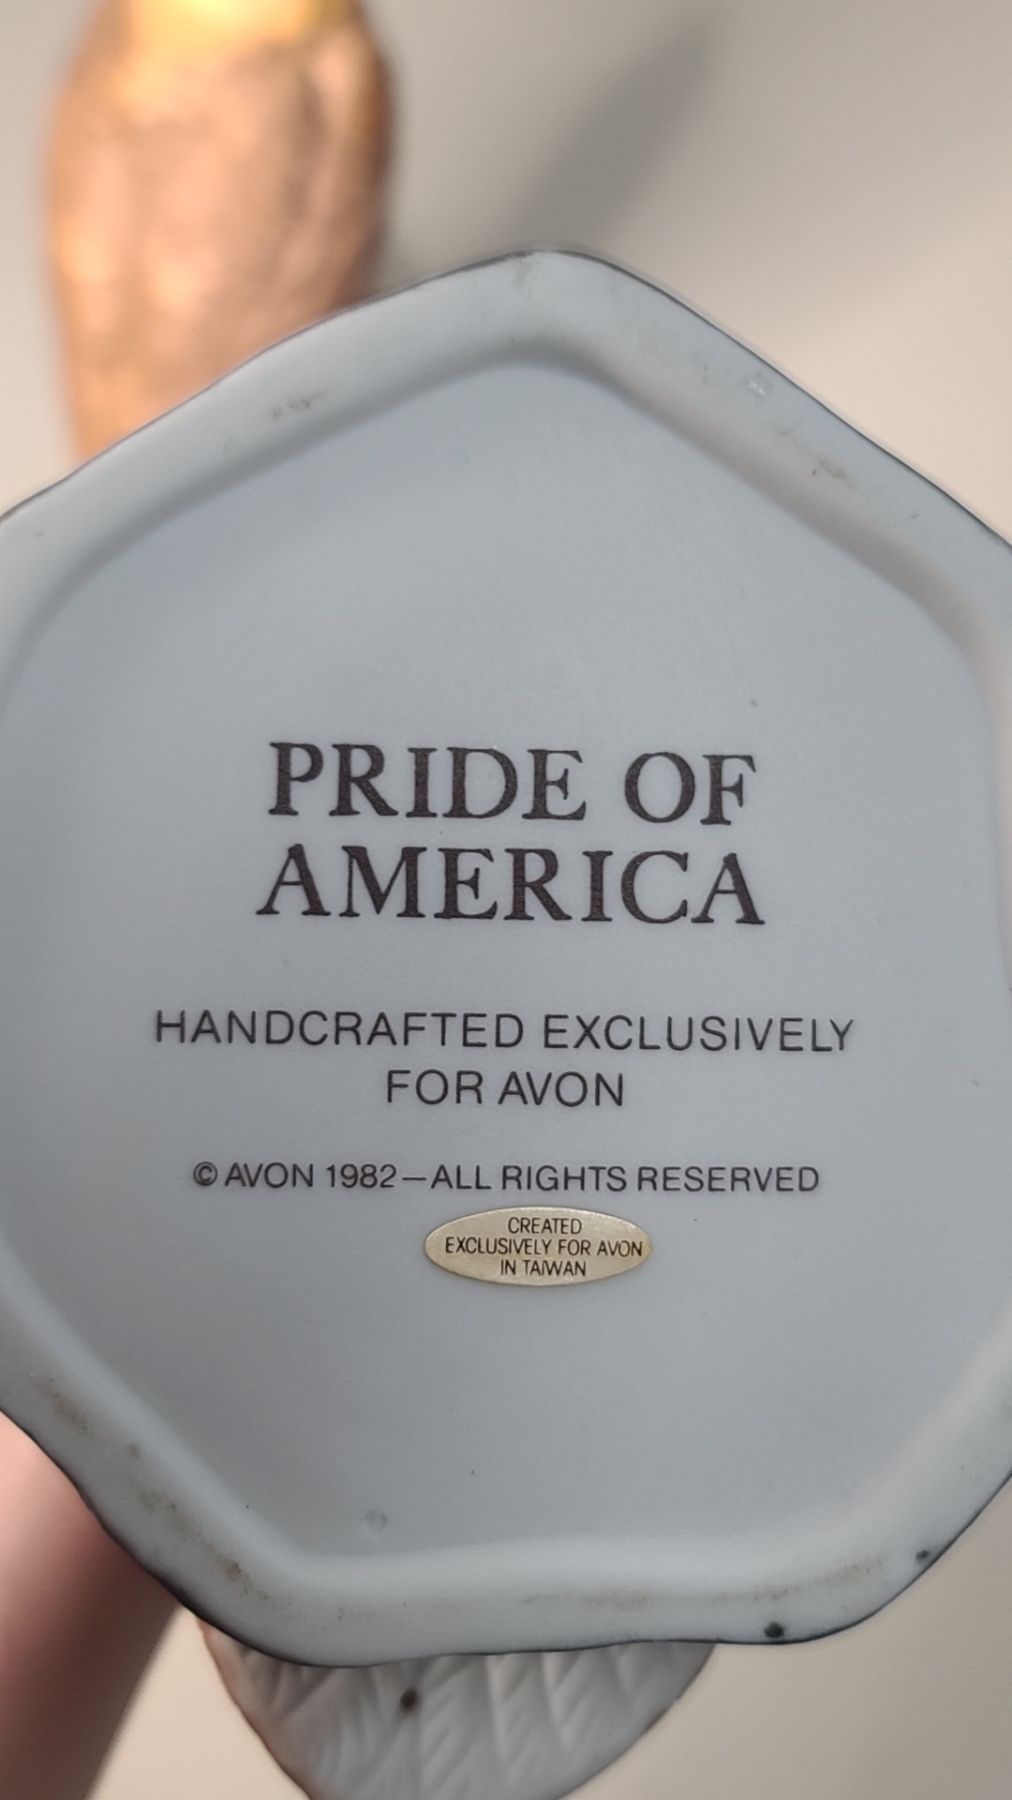 PRIDE OF
AMERICA
HANDCRAFTED EXCLUSIVELY
FOR AVON
© AVON 1982—ALL RIGHTS RESERVED
CREATED
EXCLUSIVELY FOR AVON
IN TAIWAN